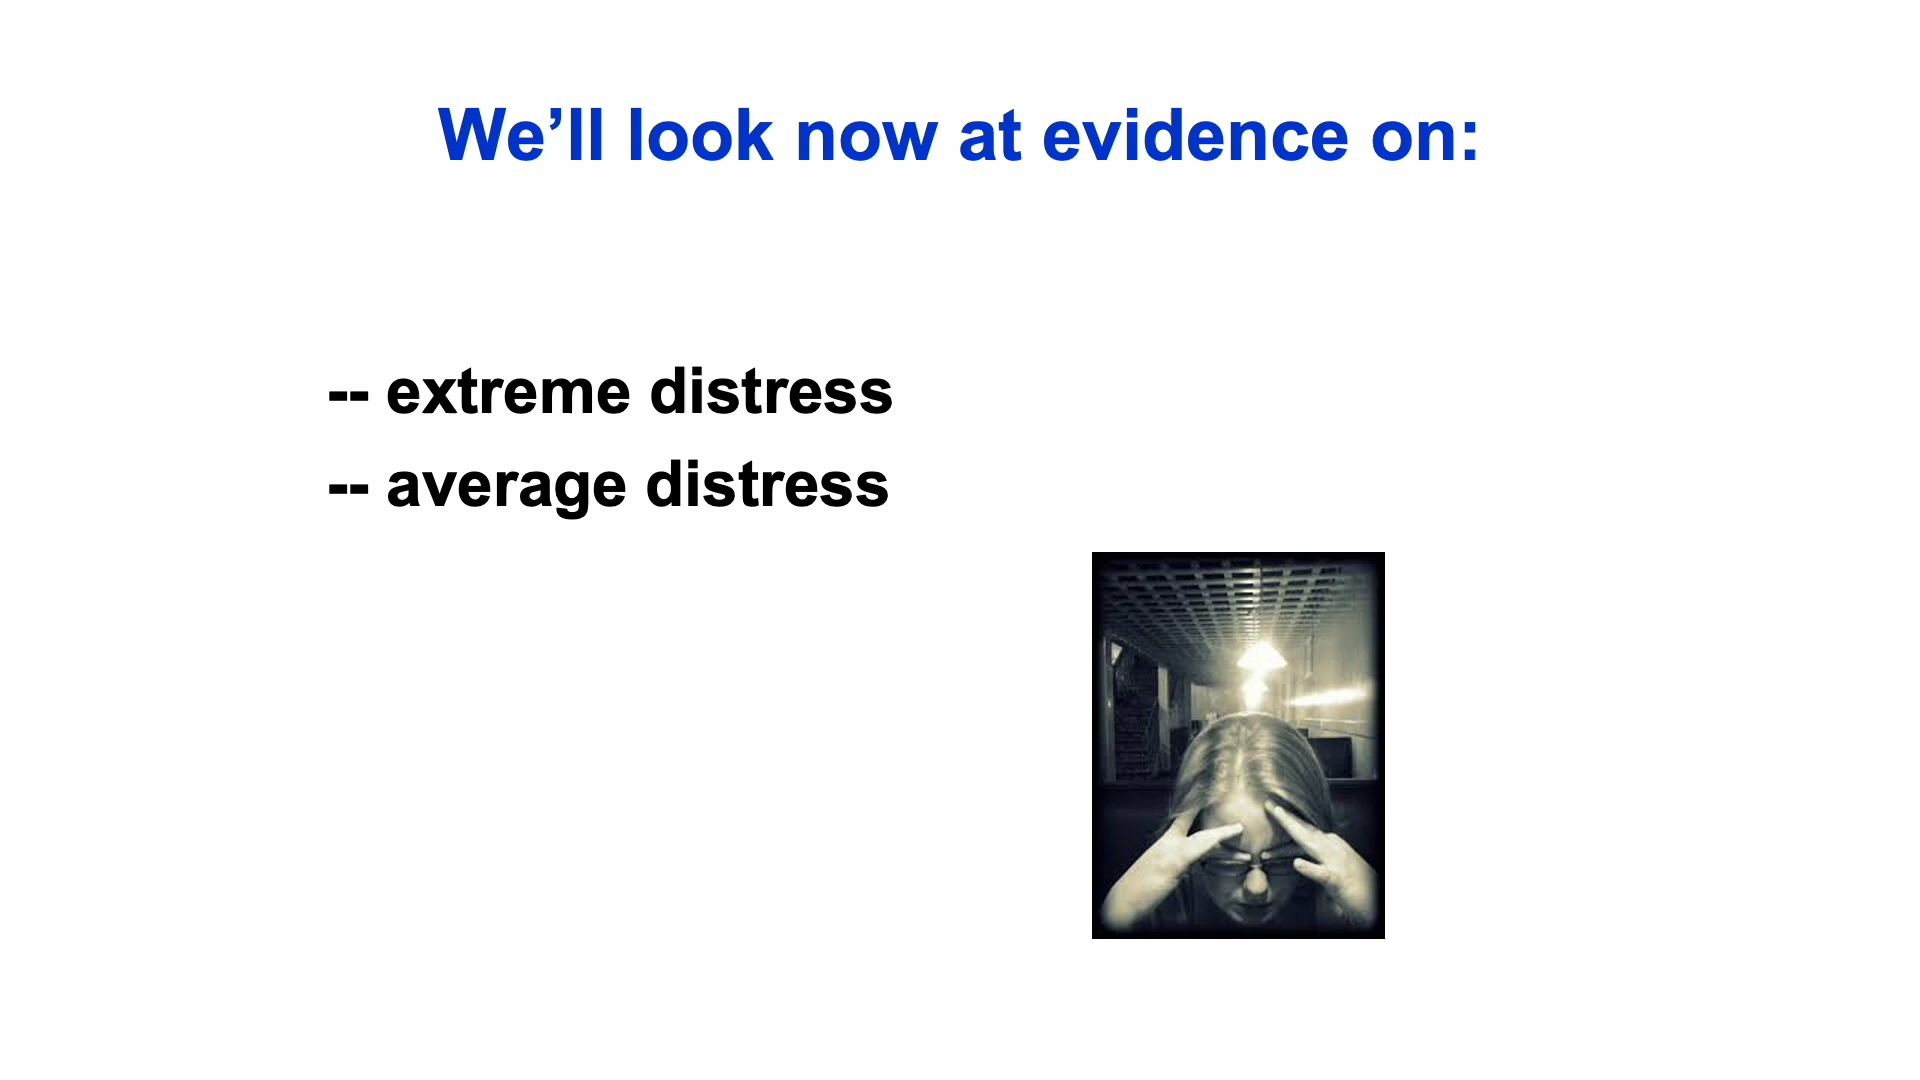 We’ll look now at evidence on:
-- extreme distress
-- average distress